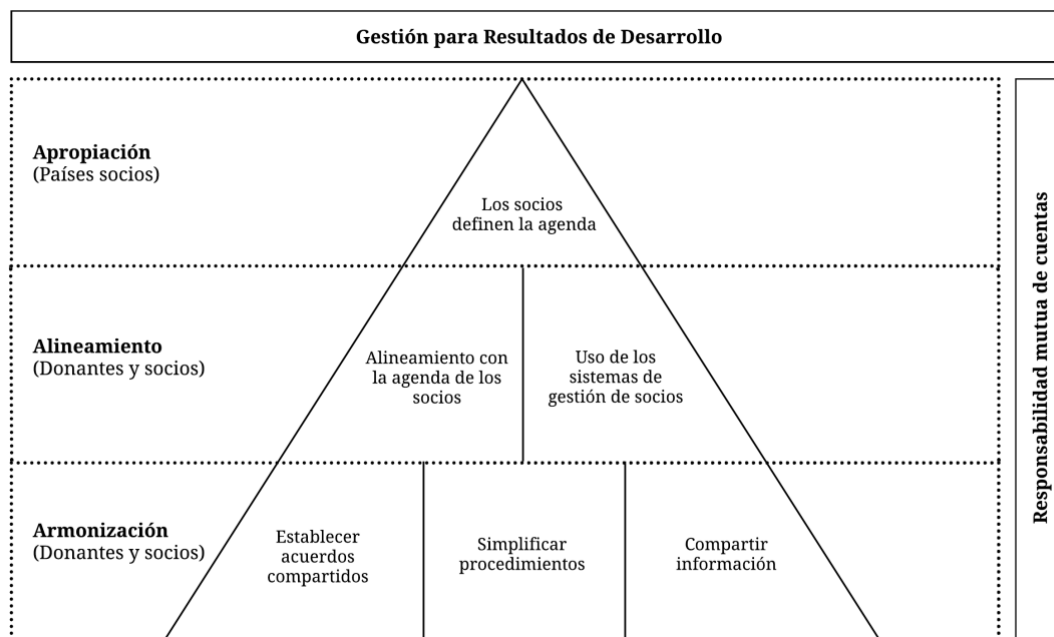 Gestión para Resultados de Desarrollo
Apropiación
(Países socios)
Los socios
definen la agenda
Alineamiento
(Donantes y socios)
Alineamiento con
la agenda de los
socios
Uso de los
sistemas de
gestión de socios
Armonización
(Donantes y socios)
Establecer
acuerdos
compartidos
Simplificar
procedimientos
Compartir
información
Responsabilidad mutua de cuentas